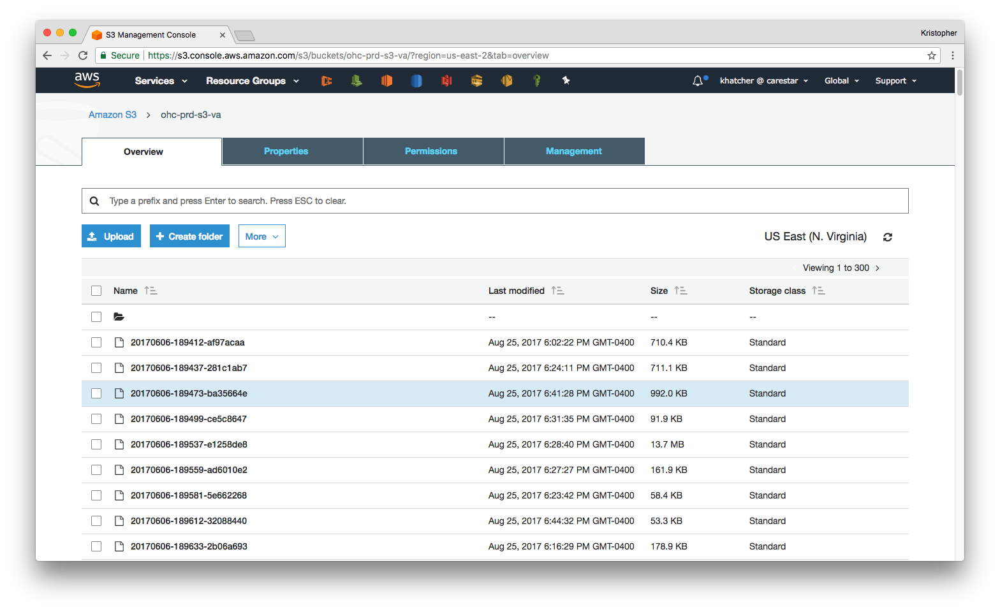 S3 Management Console
Kristopher
Secure https://s3.console.aws.amazon.com/s3/buckets/ohc-prd-s3-va/?region=us-east-2&tab=overview
aws Services Resource Groups khatcher @ carestar Global Support
Amazon S3 > ohc-prd-s3-va
Overview Properties Permissions Management
Type a prefix and press Enter to search. Press ESC to clear.
Upload + Create folder More US East (N. Virginia)
Viewing 1 to 300 >
Name Last modified Size Storage class
-- -- --
20170606-189412-af97acaa Aug 25, 2017 6:02:22 PM GMT-0400 710.4 KB Standard
20170606-189437-281c1ab7 Aug 25, 2017 6:24:11 PM GMT-0400 711.1 KB Standard
20170606-189473-ba35664e Aug 25, 2017 6:41:28 PM GMT-0400 992.0 KB Standard
20170606-189499-ce5c8647 Aug 25, 2017 6:31:35 PM GMT-0400 91.9 KB Standard
20170606-189537-e1258de8 Aug 25, 2017 6:28:40 PM GMT-0400 13.7 MB Standard
20170606-189559-ad6010e2 Aug 25, 2017 6:27:27 PM GMT-0400 161.9 KB Standard
20170606-189581-5e662268 Aug 25, 2017 6:23:42 PM GMT-0400 58.4 KB Standard
20170606-189612-32088440 Aug 25, 2017 6:44:32 PM GMT-0400 53.3 KB Standard
20170606-189633-2b06a693 Aug 25, 2017 6:16:29 PM GMT-0400 178.9 KB Standard